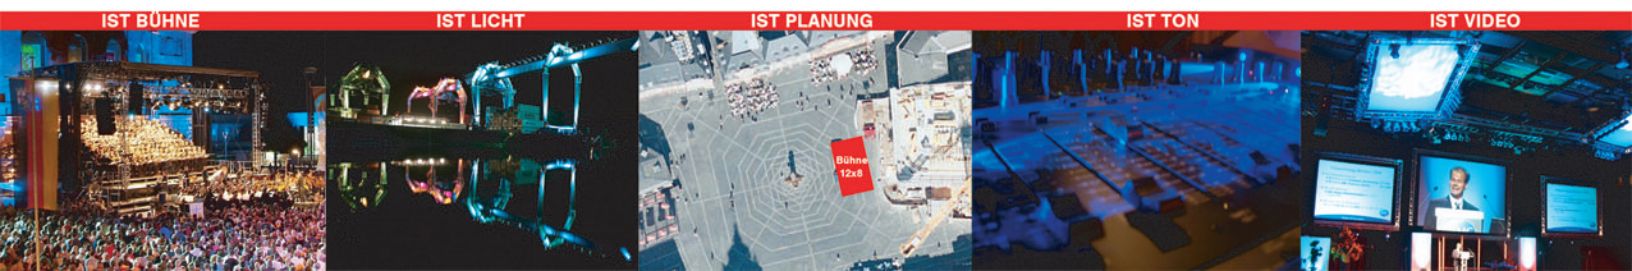 IST BÜHNE
IST LICHT
IST PLANUNG
IST TON
IST VIDEO
Bühne
12x8